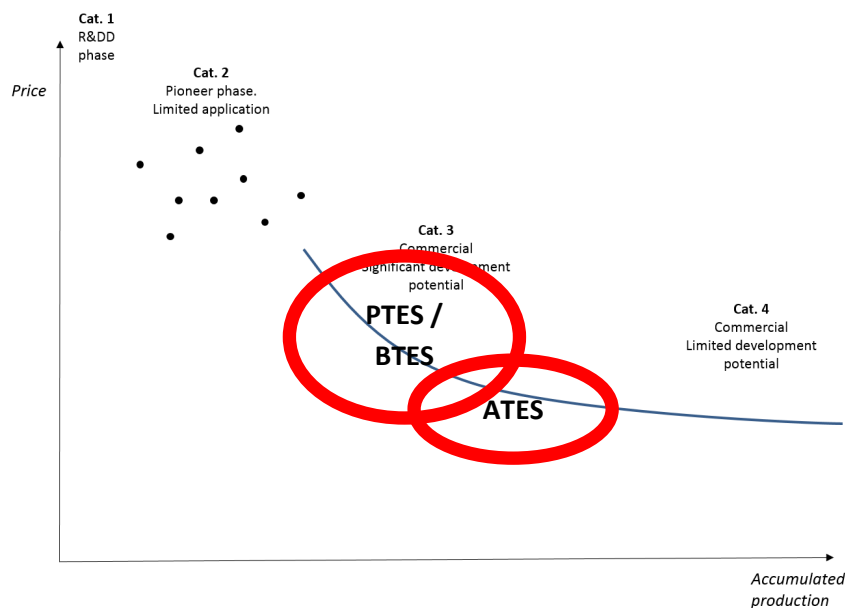 Cat. 1
R&DD
phase
Price
Cat. 2
Pioneer phase.
Limited application
Cat. 3
Commercial
Significant development
potential
PTES /
BTES
ATES
Cat. 4
Commercial
Limited development
potential
Accumulated
production